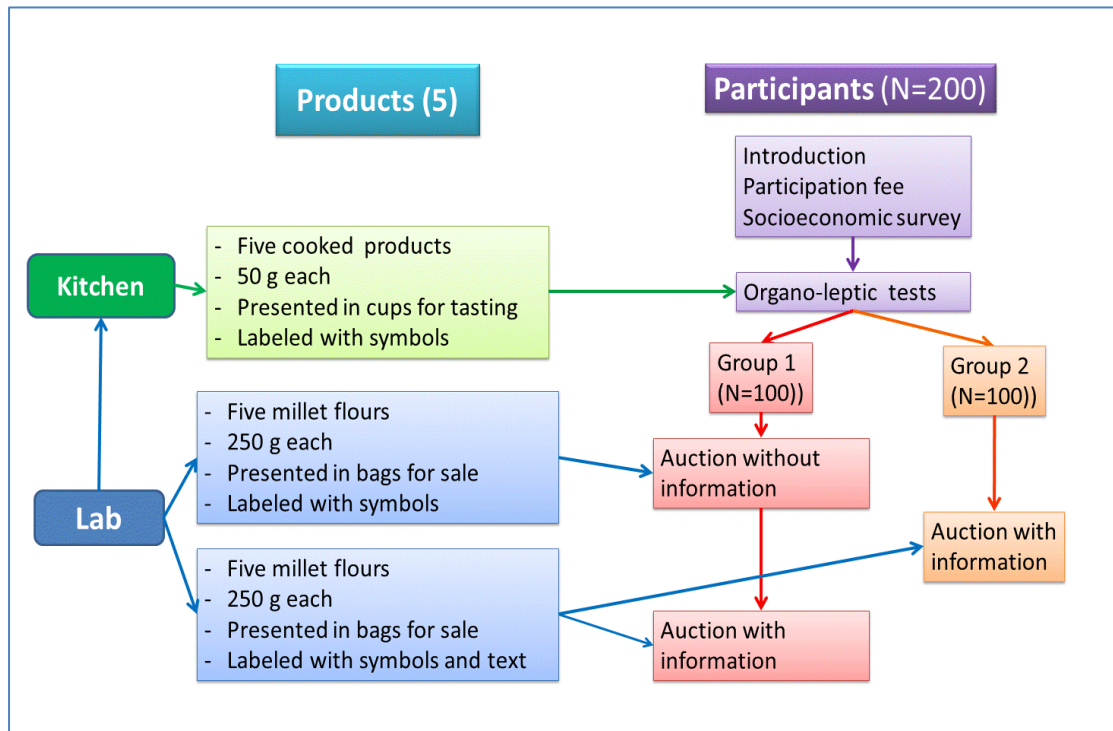 Products (5)
Participants (N=200)
Introduction
Participation fee
Socioeconomic survey
- Five cooked products
- 50 g each
- Presented in cups for tasting
- Labeled with symbols
Kitchen
Organo-leptic tests
Group 1
(N=100))
Group 2
(N=100))
- Five millet flours
- 250 g each
- Presented in bags for sale
- Labeled with symbols
Auction without
information
Lab
Auction with
information
- Five millet flours
- 250 g each
- Presented in bags for sale
- Labeled with symbols and text
Auction with
information